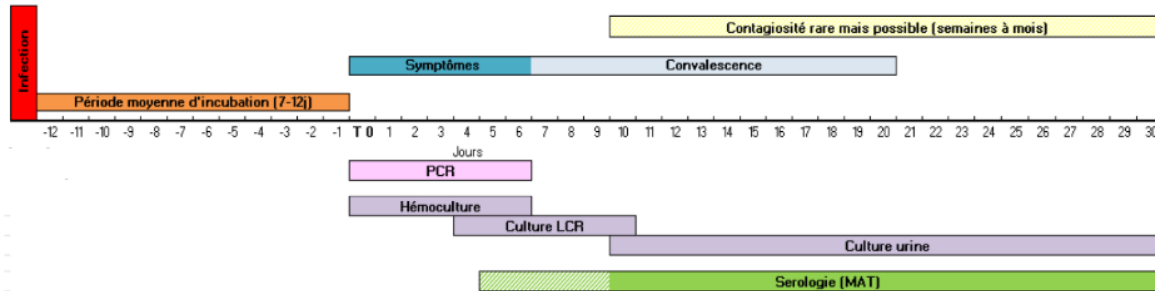 Infection
Contagiosité rare mais possible (semaines à mois)
Symptômes Convalescence
Période moyenne d'incubation (7-12j)
-12 -11 -10 -9 -8 -7 -6 -5 -4 -3 -2 -1 T 0 1 2 3 4 5 6 7 8 9 10 11 12 13 14 15 16 17 18 19 20 21 22 23 24 25 26 27 28 29 30
Jours
PCR
Hémoculture
Culture LCR
Culture urine
Serologie (MAT)